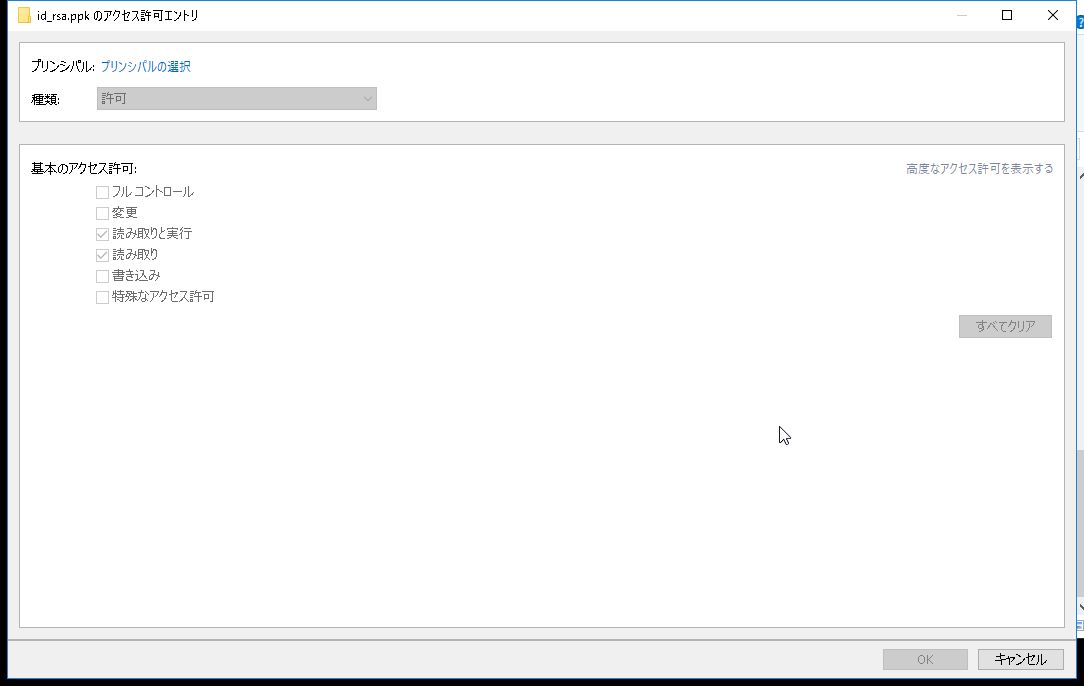 id_rsa.ppk のアクセス許可エントリ
プリンシパル: プリンシパルの選択
種類: 許可
基本のアクセス許可: 高度なアクセス許可を表示する
フル コントロール
変更
読み取りと実行
読み取り
書き込み
特殊なアクセス許可
すべてクリア
OK キャンセル